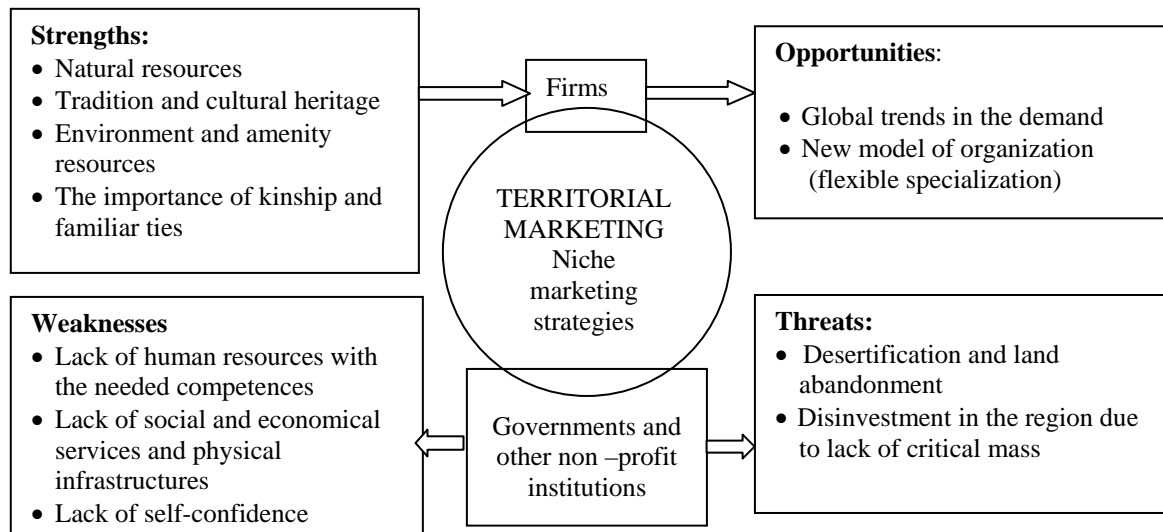 Strengths:
• Natural resources
• Tradition and cultural heritage
• Environment and amenity
resources
• The importance of kinship and
familiar ties
Firms
Opportunities:
• Global trends in the demand
• New model of organization
(flexible specialization)
TERRITORIAL
MARKETING
Niche
marketing
strategies
Weaknesses
• Lack of human resources with
the needed competences
• Lack of social and economical
services and physical
infrastructures
• Lack of self-confidence
Governments and
other non –profit
institutions
Threats:
• Desertification and land
abandonment
• Disinvestment in the region due
to lack of critical mass